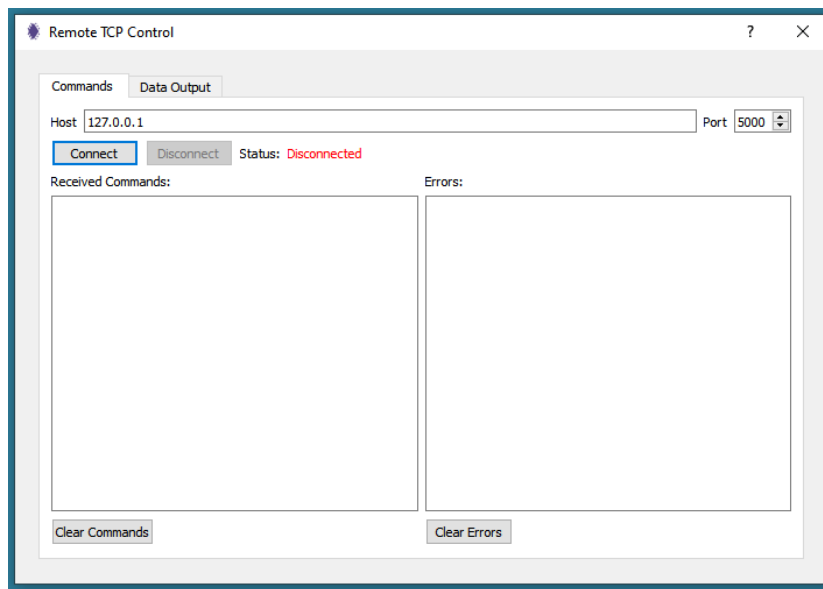 Remote TCP Control ?
Commands Data Output
Host 127.0.0.1 Port 5000
Connect Disconnect Status: Disconnected
Received Commands: Errors:
Clear Commands Clear Errors